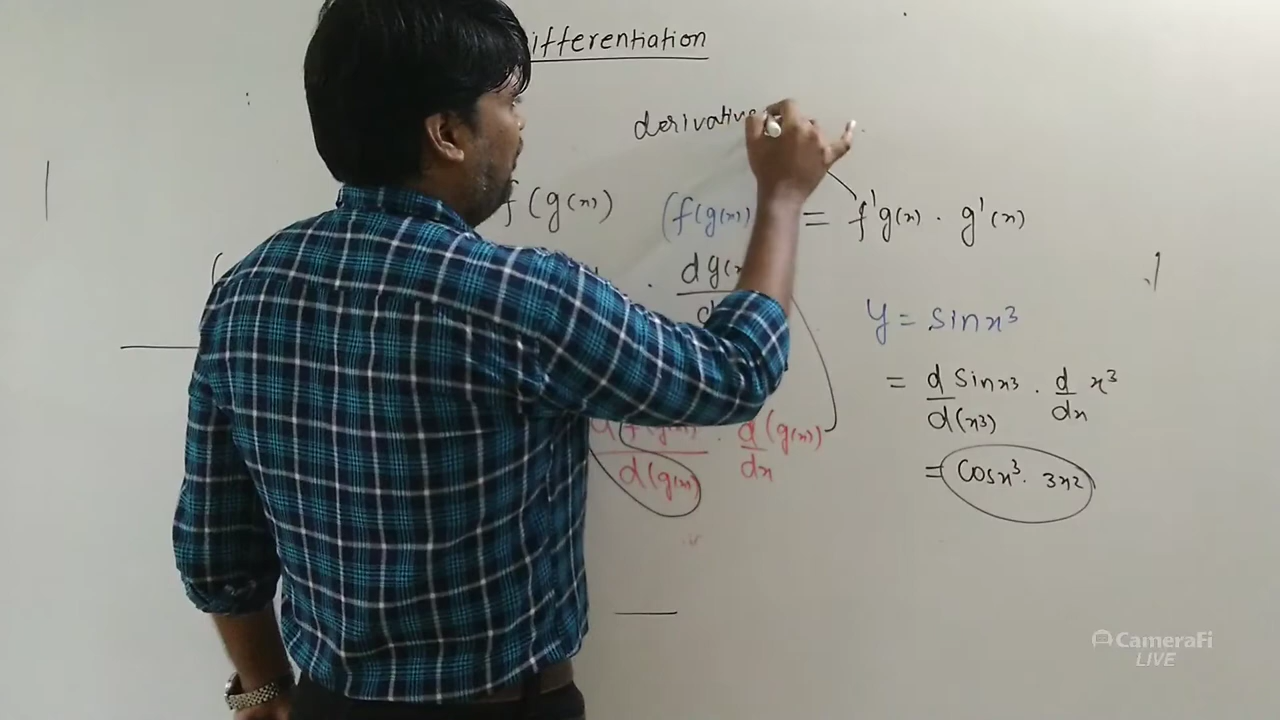 ifferentiation
derivative
f(g(x)) (f(g(x)) = f'g(x) . g'(x)
. dg(x
d
y = sinx³
= d sinx³ . d x³
d(x³) dx
d f(g(x)) . d (g(x))
d(g(x)) dx
= cosx³. 3x²
CameraFi
LIVE